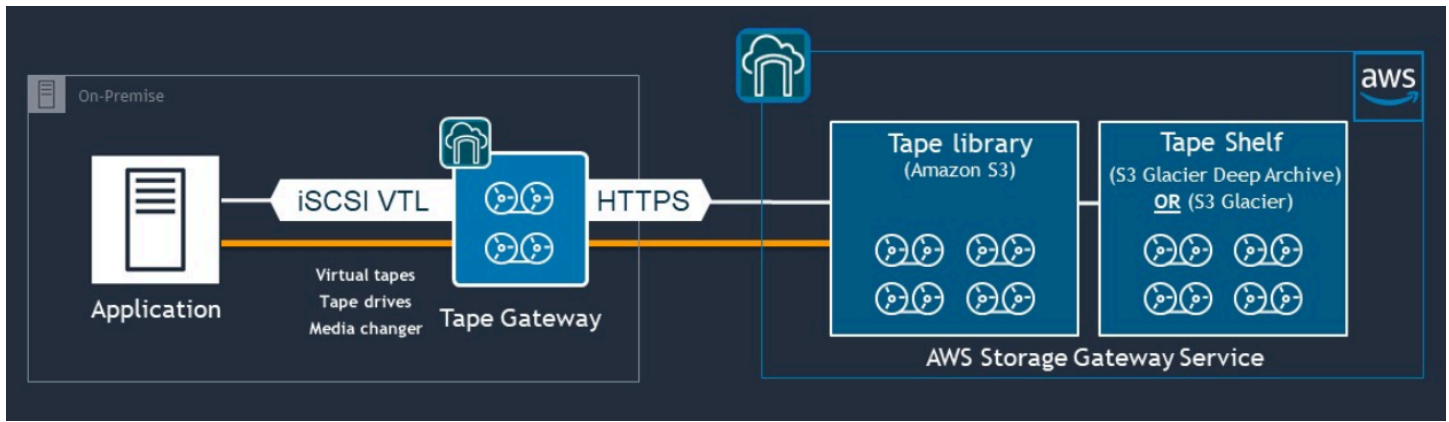 On-Premise
aws
Application
iSCSI VTL
Virtual tapes
Tape drives
Media changer
Tape Gateway
HTTPS
Tape library
(Amazon S3)
Tape Shelf
(S3 Glacier Deep Archive)
OR (S3 Glacier)
AWS Storage Gateway Service